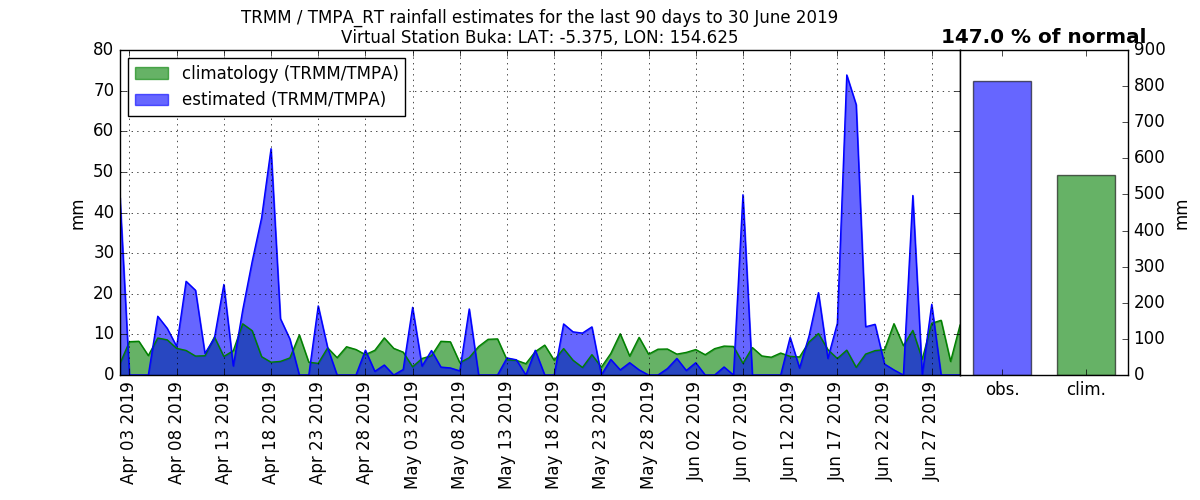 TRMM / TMPA_RT rainfall estimates for the last 90 days to 30 June 2019
Virtual Station Buka: LAT: -5.375, LON: 154.625
147.0 % of normal
climatology (TRMM/TMPA)
estimated (TRMM/TMPA)
mm
80
70
60
50
40
30
20
10
0
Apr 03 2019
Apr 08 2019
Apr 13 2019
Apr 18 2019
Apr 23 2019
Apr 28 2019
May 03 2019
May 08 2019
May 13 2019
May 18 2019
May 23 2019
May 28 2019
Jun 02 2019
Jun 07 2019
Jun 12 2019
Jun 17 2019
Jun 22 2019
Jun 27 2019
obs.
clim.
900
800
700
600
500
400
300
200
100
0
mm